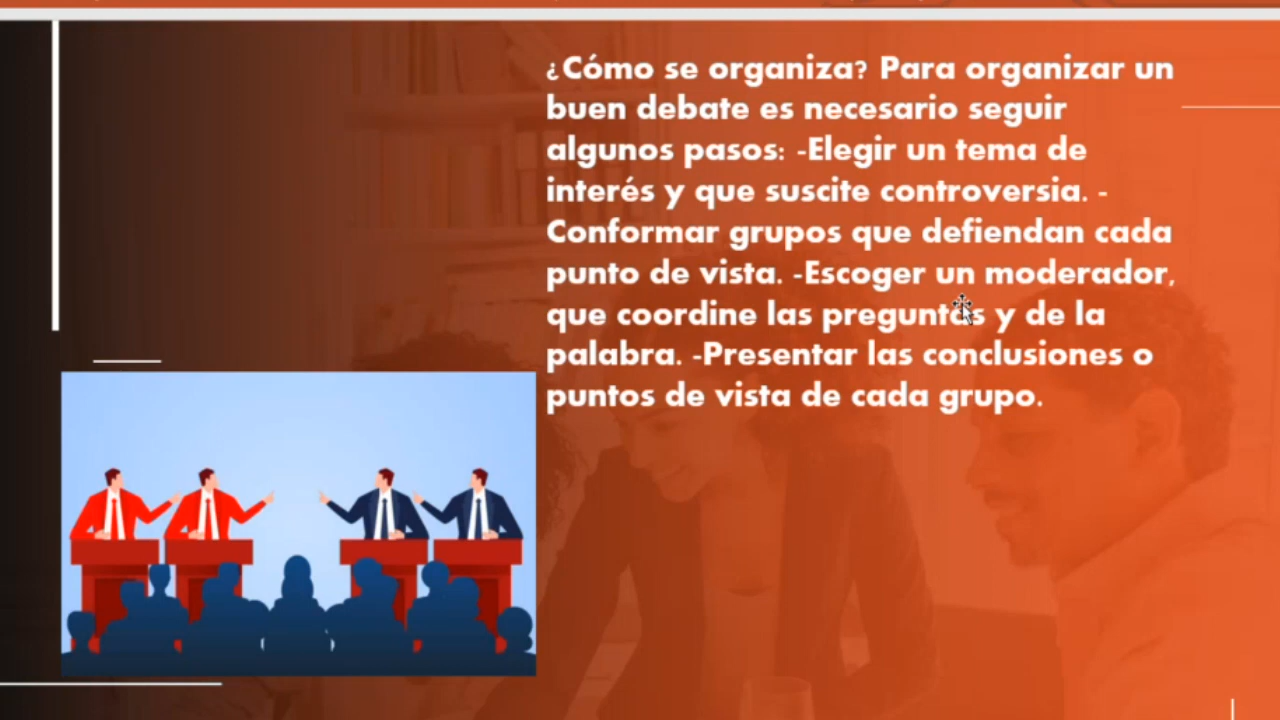 ¿Cómo se organiza? Para organizar un
buen debate es necesario seguir
algunos pasos: -Elegir un tema de
interés y que suscite controversia. -
Conformar grupos que defiendan cada
punto de vista. -Escoger un moderador,
que coordine las preguntas y de la
palabra. -Presentar las conclusiones o
puntos de vista de cada grupo.